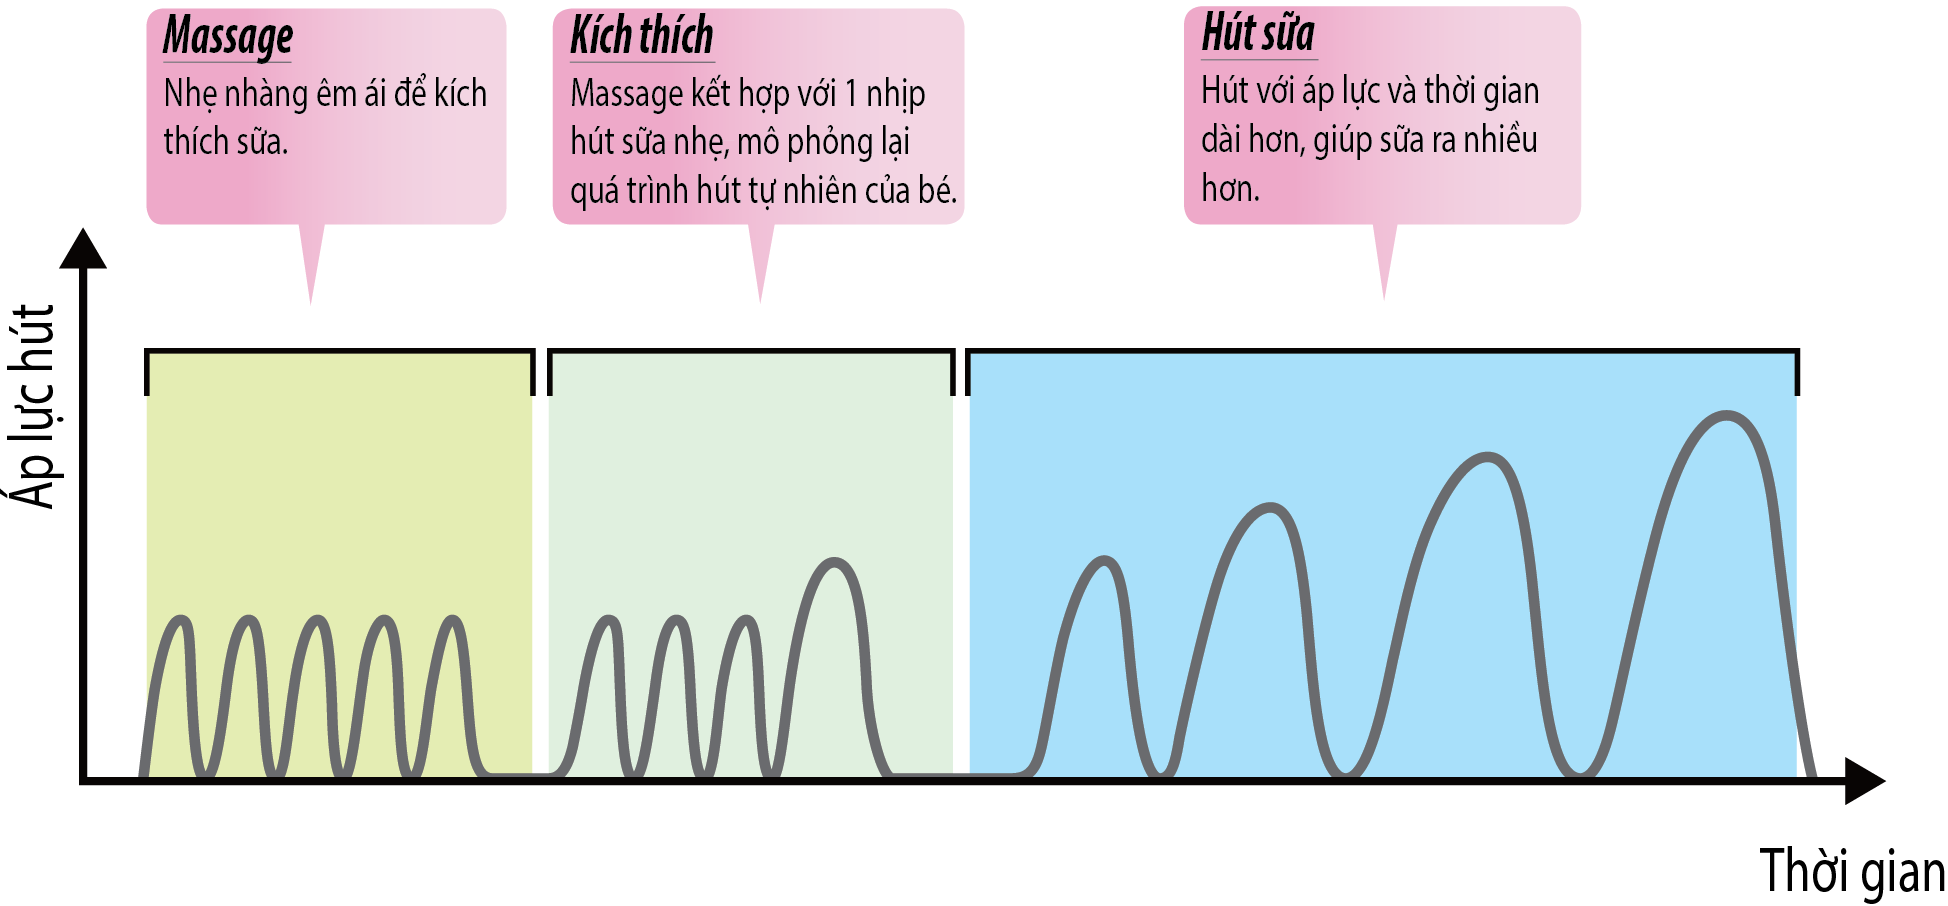 Massage
Nhẹ nhàng êm ái để kích
thích sữa.
Kích thích
Massage kết hợp với 1 nhịp
hút sữa nhẹ, mô phỏng lại
quá trình hút tự nhiên của bé.
Hút sữa
Hút với áp lực và thời gian
dài hơn, giúp sữa ra nhiều
hơn.
Áp lực hút
Thời gian